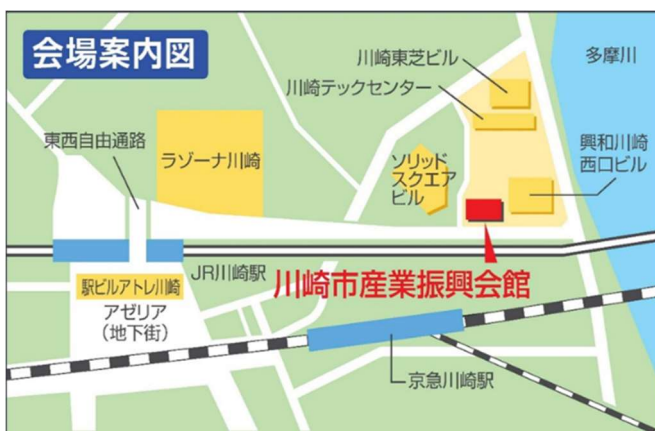 会場案内図
川崎東芝ビル
川崎テックセンター
多摩川
東西自由通路
ラゾーナ川崎
ソリッド
スクエア
ビル
興和川崎
西口ビル
JR川崎駅
川崎市産業振興会館
駅ビルアトレ川崎
アゼリア
(地下街)
京急川崎駅